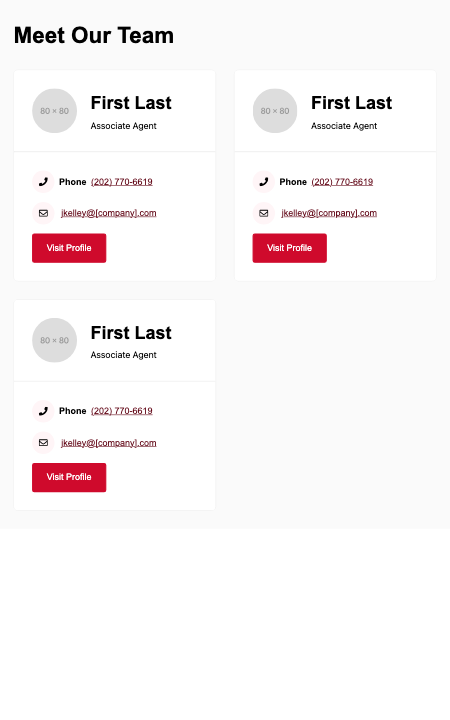 Meet Our Team
80 × 80
First Last
Associate Agent
Phone (202) 770-6619
jkelley@[company].com
Visit Profile
80 × 80
First Last
Associate Agent
Phone (202) 770-6619
jkelley@[company].com
Visit Profile
80 × 80
First Last
Associate Agent
Phone (202) 770-6619
jkelley@[company].com
Visit Profile